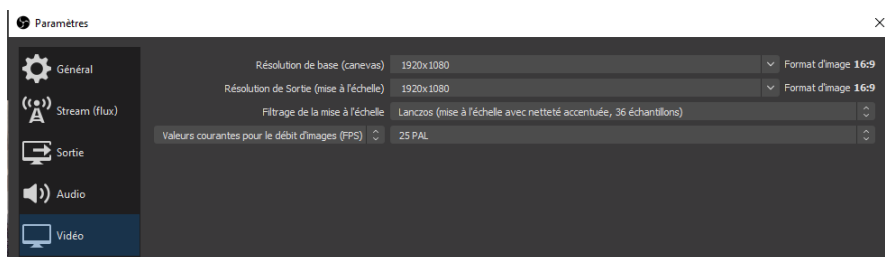 Paramètres
Général
Stream (flux)
Sortie
Audio
Vidéo
Résolution de base (canevas) 1920x1080 Format d'image 16:9
Résolution de Sortie (mise à l'échelle) 1920x1080 Format d'image 16:9
Filtrage de la mise à l'échelle Lanczos (mise à l'échelle avec netteté accentuée, 36 échantillons)
Valeurs courantes pour le débit d'images (FPS) 25 PAL